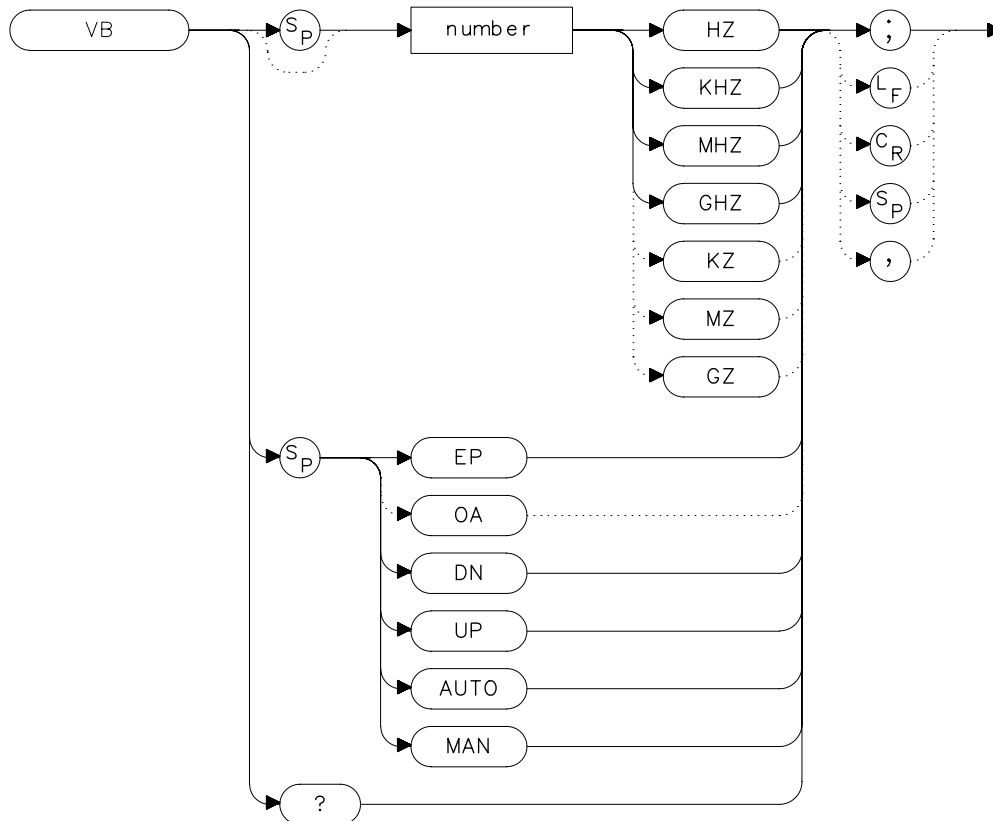 VB SP number HZ ;
KHZ LF
MHZ CR
GHZ SP
KZ ,
MZ
GZ
SP EP
OA
DN
UP
AUTO
MAN
?